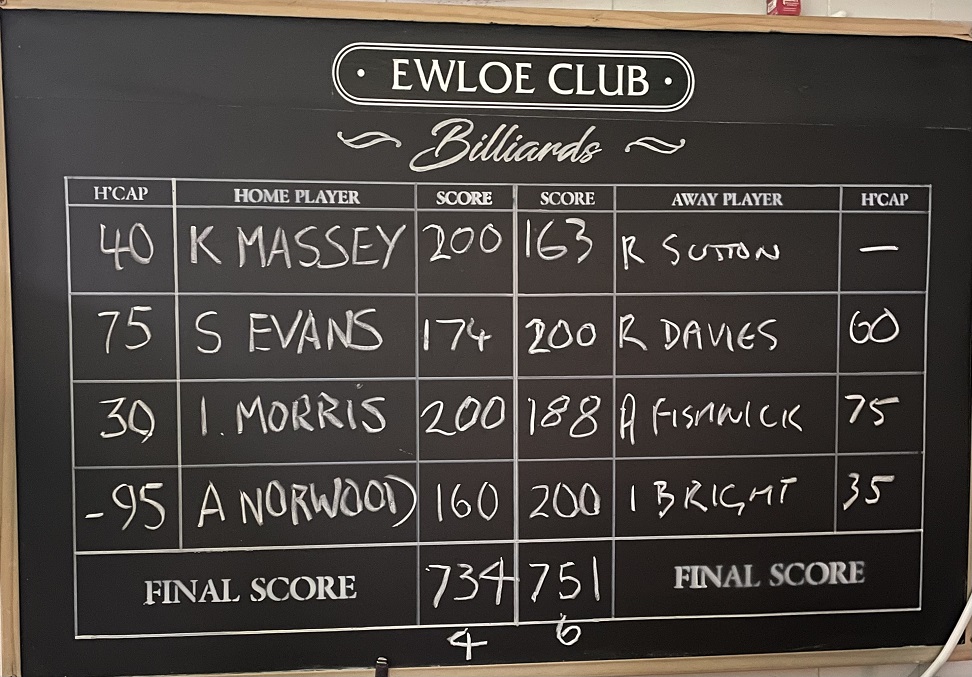 · EWLOE CLUB ·
Billiards
H'CAP HOME PLAYER SCORE SCORE AWAY PLAYER H'CAP
40 K MASSEY 200 163 R SUTTON —
75 S EVANS 174 200 R DAVIES 60
30 I. MORRIS 200 188 A FISHWICK 75
-95 A NORWOOD 160 200 I BRIGHT 35
FINAL SCORE 734 751 FINAL SCORE
4 6